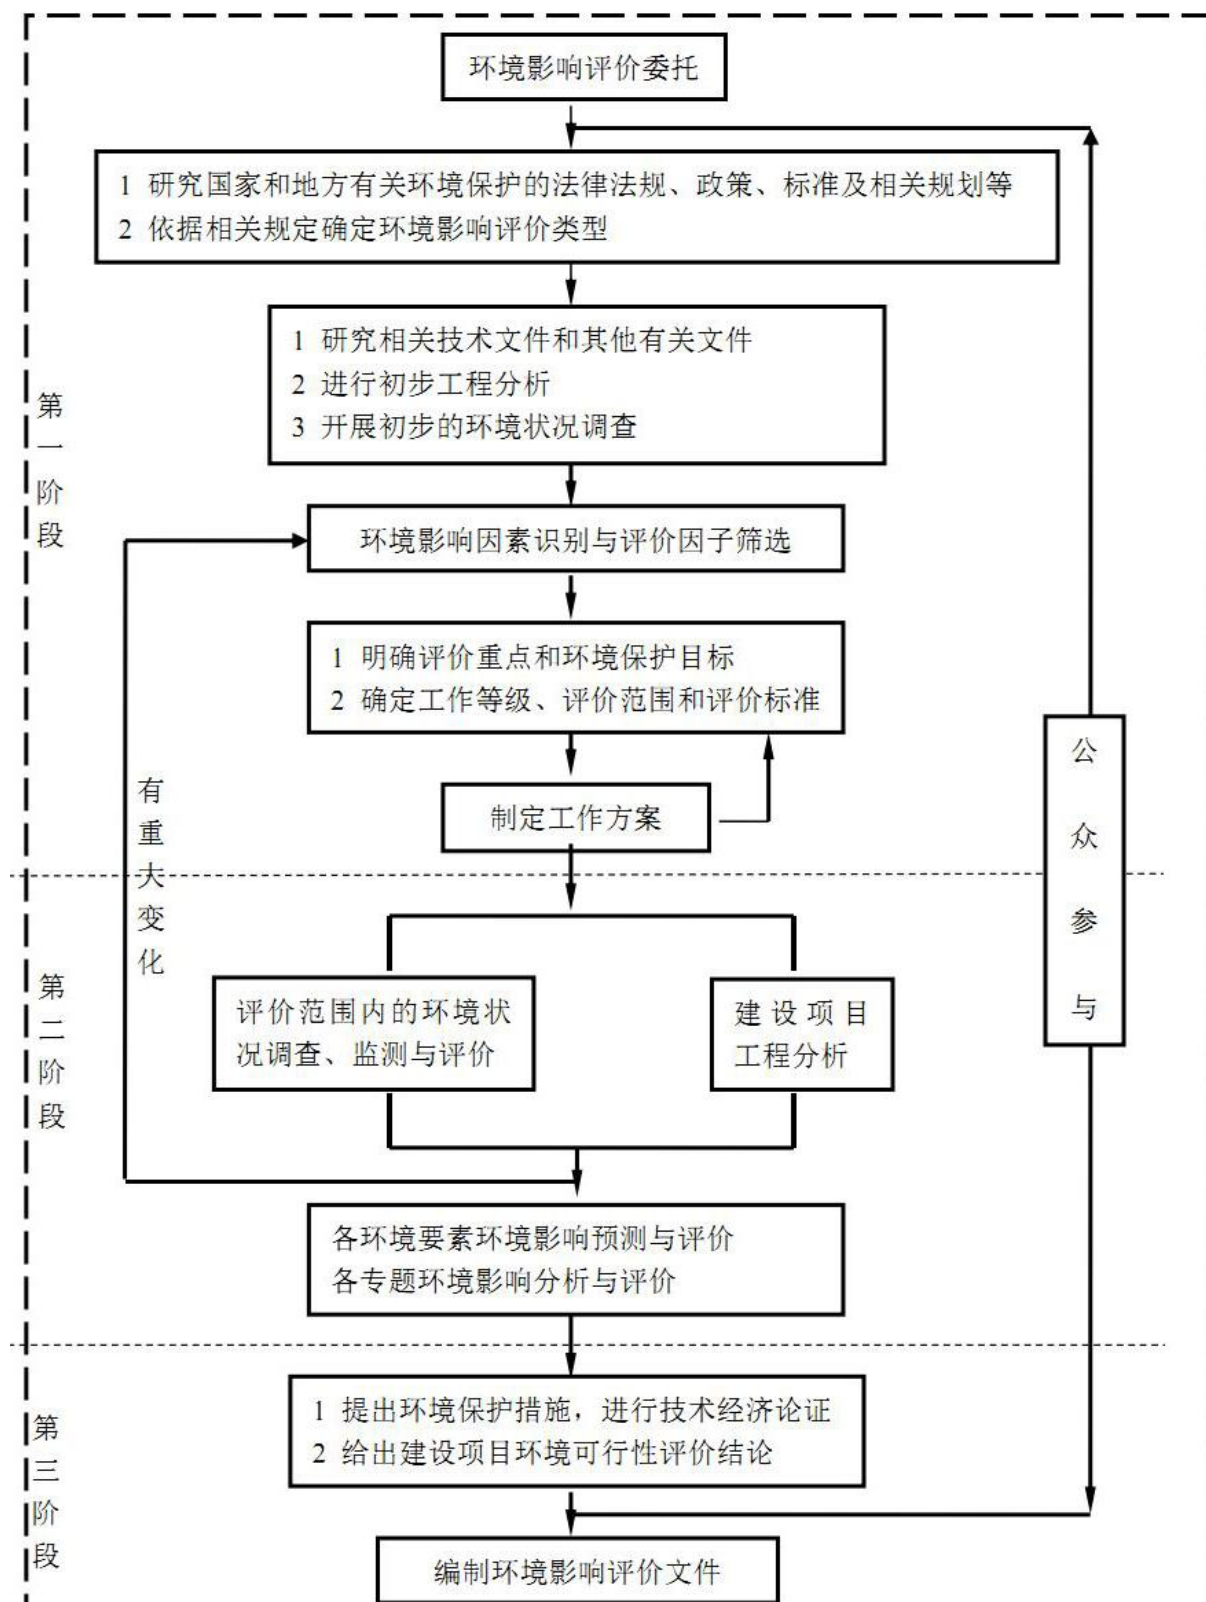 环境影响评价委托
1 研究国家和地方有关环境保护的法律法规、政策、标准及相关规划等
2 依据相关规定确定环境影响评价类型
1 研究相关技术文件和其他有关文件
2 进行初步工程分析
3 开展初步的环境状况调查
第一阶段
环境影响因素识别与评价因子筛选
1 明确评价重点和环境保护目标
2 确定工作等级、评价范围和评价标准
制定工作方案
有重大变化
公众参与
第二阶段
评价范围内的环境状
况调查、监测与评价
建设项目
工程分析
各环境要素环境影响预测与评价
各专题环境影响分析与评价
第三阶段
1 提出环境保护措施，进行技术经济论证
2 给出建设项目环境可行性评价结论
编制环境影响评价文件